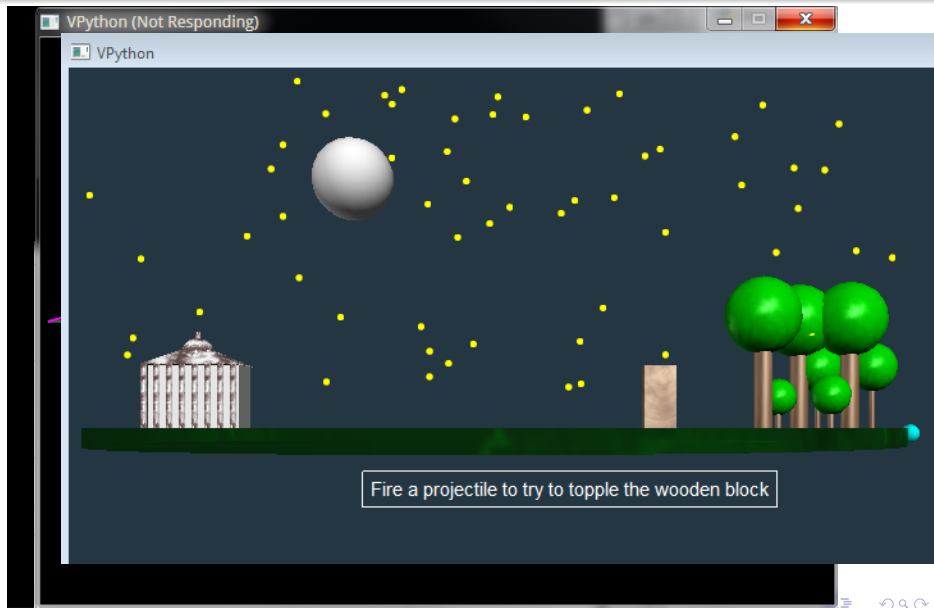 VPython (Not Responding)
VPython
Fire a projectile to try to topple the wooden block